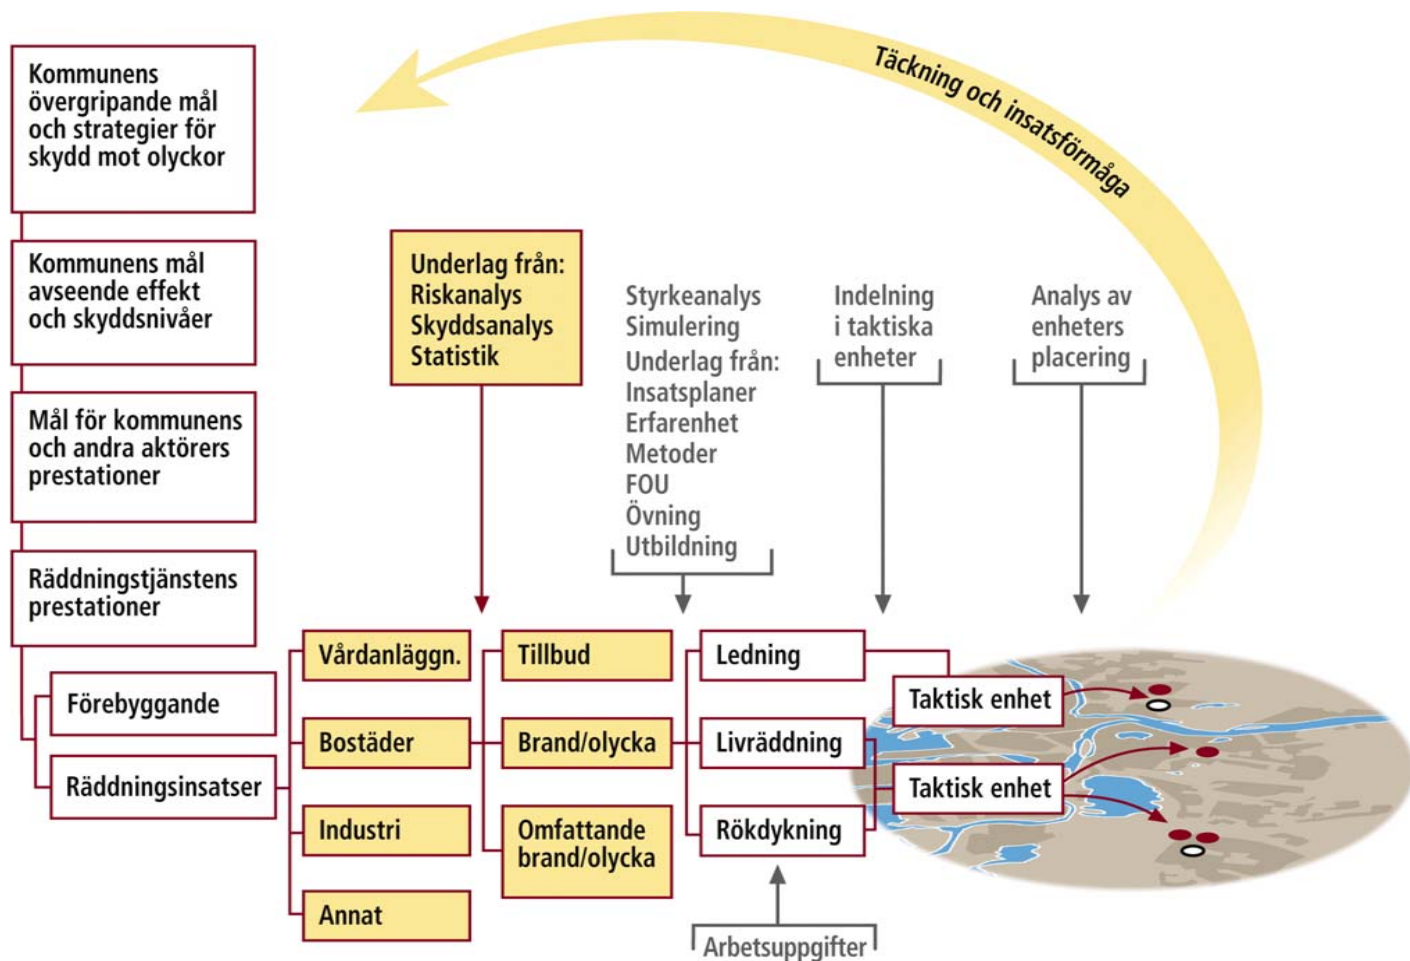 Kommunens
övergripande mål
och strategier för
skydd mot olyckor
Kommunens mål
avseende effekt
och skyddsnivåer
Mål för kommunens
och andra aktörers
prestationer
Räddningstjänstens
prestationer
Förebyggande
Räddningsinsatser
Täckning och insatsförmåga
Underlag från:
Riskanalys
Skyddsanalys
Statistik
Styrkeanalys
Simulering
Underlag från:
Insatsplaner
Erfarenhet
Metoder
FOU
Övning
Utbildning
Indelning
i taktiska
enheter
Analys av
enheters
placering
Vårdanläggn.
Bostäder
Industri
Annat
Tillbud
Brand/olycka
Omfattande
brand/olycka
Ledning
Livräddning
Rökdykning
Arbetsuppgifter
Taktisk enhet
Taktisk enhet